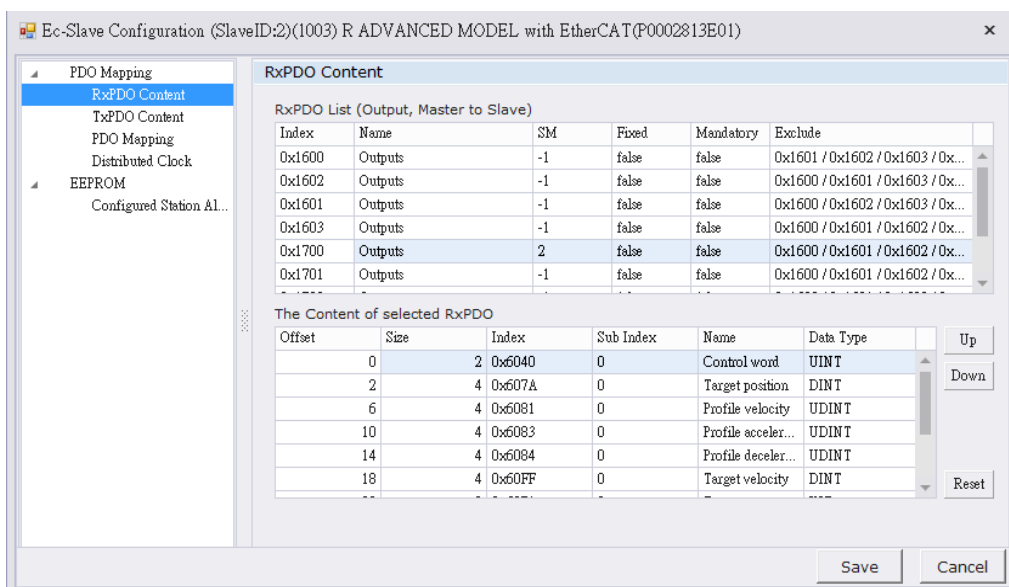 Ec-Slave Configuration (SlaveID:2)(1003) R ADVANCED MODEL with EtherCAT(P0002813E01)
PDO Mapping
RxPDO Content
TxPDO Content
PDO Mapping
Distributed Clock
EEPROM
Configured Station Al...
RxPDO Content
RxPDO List (Output, Master to Slave)
Index Name SM Fixed Mandatory Exclude
0x1600 Outputs -1 false false 0x1601 / 0x1602 / 0x1603 / 0x...
0x1602 Outputs -1 false false 0x1600 / 0x1601 / 0x1603 / 0x...
0x1601 Outputs -1 false false 0x1600 / 0x1602 / 0x1603 / 0x...
0x1603 Outputs -1 false false 0x1600 / 0x1601 / 0x1602 / 0x...
0x1700 Outputs 2 false false 0x1600 / 0x1601 / 0x1602 / 0x...
0x1701 Outputs -1 false false 0x1600 / 0x1601 / 0x1602 / 0x...
The Content of selected RxPDO
Offset Size Index Sub Index Name Data Type
0 2 0x6040 0 Control word UINT
2 4 0x607A 0 Target position DINT
6 4 0x6081 0 Profile velocity UDINT
10 4 0x6083 0 Profile acceler... UDINT
14 4 0x6084 0 Profile deceler... UDINT
18 4 0x60FF 0 Target velocity DINT
Up
Down
Reset
Save Cancel